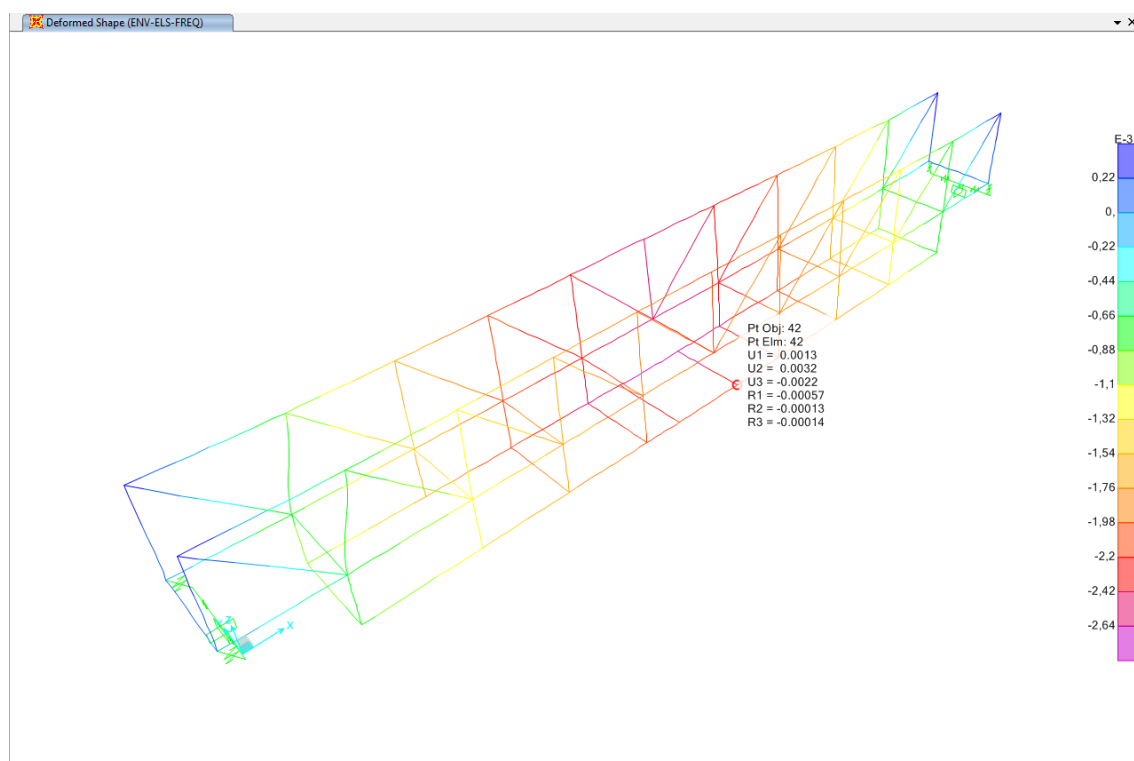 Deformed Shape (ENV-ELS-FREQ)
E-3
0,22
0,
-0,22
-0,44
-0,66
-0,88
-1,1
-1,32
-1,54
-1,76
-1,98
-2,2
-2,42
-2,64
Pt Obj: 42
Pt Elm: 42
U1 = 0.0013
U2 = 0.0032
U3 = -0.0022
R1 = -0.00057
R2 = -0.00013
R3 = -0.00014
Z
X